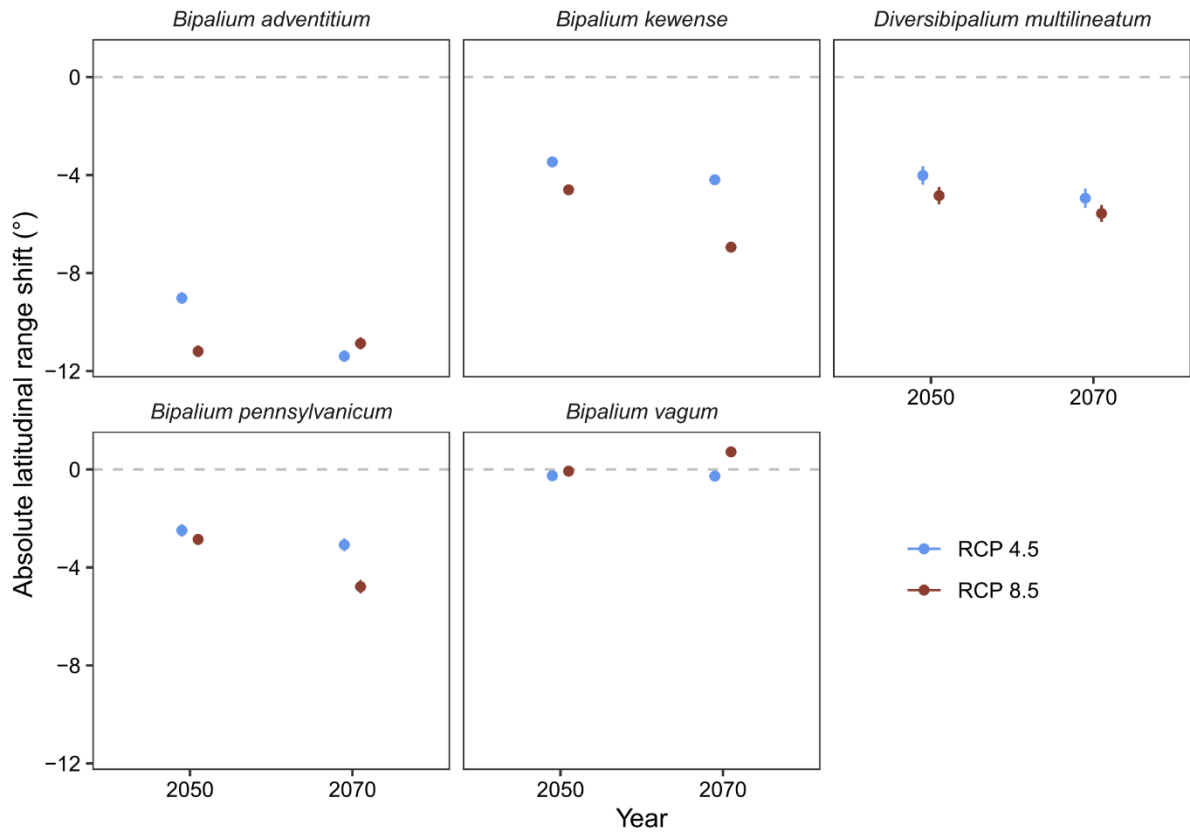 Bipalium adventitium
Bipalium kewense
Diversibipalium multilineatum
Absolute latitudinal range shift (°)
0
−4
−8
−12
2050
2070
Bipalium pennsylvanicum
Bipalium vagum
0
−4
−8
−12
2050
2070
2050
2070
RCP 4.5
RCP 8.5
Year